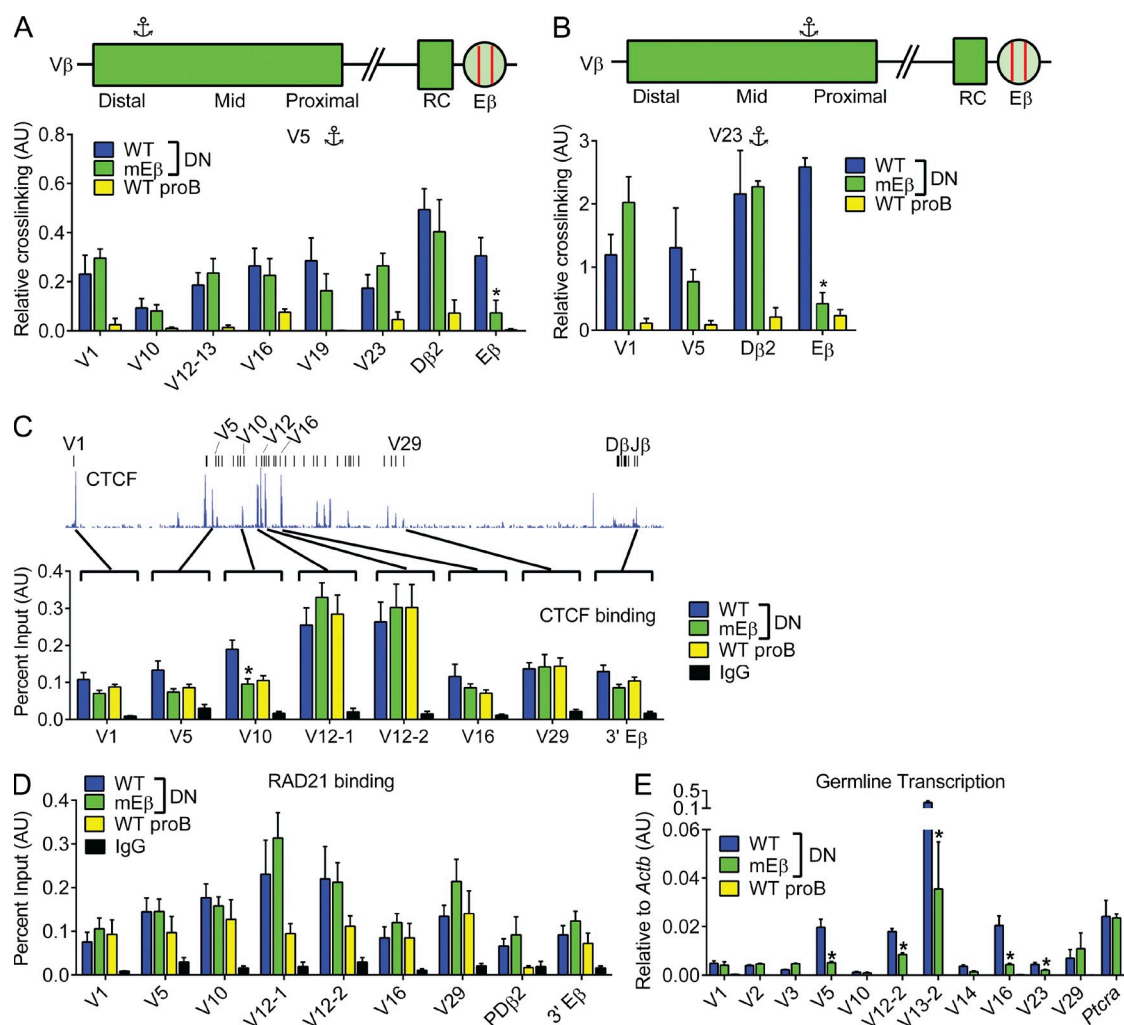 A
Vβ
Distal Mid Proximal RC Eβ
V5
Relative crosslinking (AU)
0.8
0.6
0.4
0.2
0.0
WT
mEβ
DN
WT proB
*
V1 V10 V12-13 V16 V19 V23 Dβ2 Eβ
B
Vβ
Distal Mid Proximal RC Eβ
V23
Relative crosslinking (AU)
3
2
1
0
WT
mEβ
DN
WT proB
*
V1 V5 Dβ2 Eβ
C
V1 V5 V10 V12 V16 V29 DβJβ
CTCF
Percent Input (AU)
0.4
0.3
0.2
0.1
0.0
CTCF binding
WT
mEβ
DN
WT proB
IgG
*
V1 V5 V10 V12-1 V12-2 V16 V29 3' Eβ
D
RAD21 binding
Percent Input (AU)
0.4
0.3
0.2
0.1
0.0
WT
mEβ
DN
WT proB
IgG
V1 V5 V10 V12-1 V12-2 V16 V29 PDβ2 3' Eβ
E
Germline Transcription
Relative to Actb (AU)
0.5
0.1
0.06
0.04
0.02
0.00
WT
mEβ
DN
WT proB
* * * * *
V1 V2 V3 V5 V10 V12-2 V13-2 V14 V16 V23 V29 Ptcra